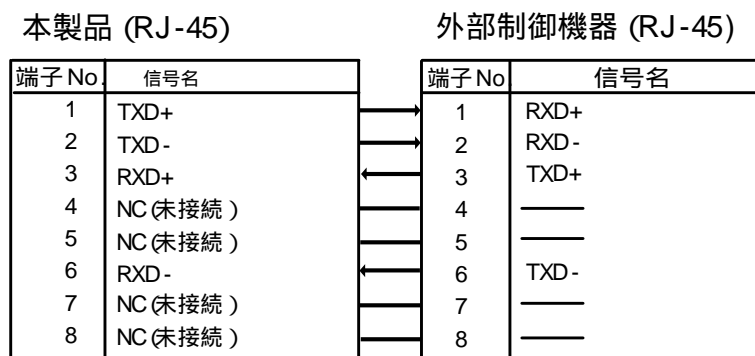 本製品 (RJ-45) 外部制御機器 (RJ-45)
端子No. 信号名 端子No 信号名
1 TXD+ 1 RXD+
2 TXD- 2 RXD-
3 RXD+ 3 TXD+
4 NC(未接続) 4
5 NC(未接続) 5
6 RXD- 6 TXD-
7 NC(未接続) 7
8 NC(未接続) 8